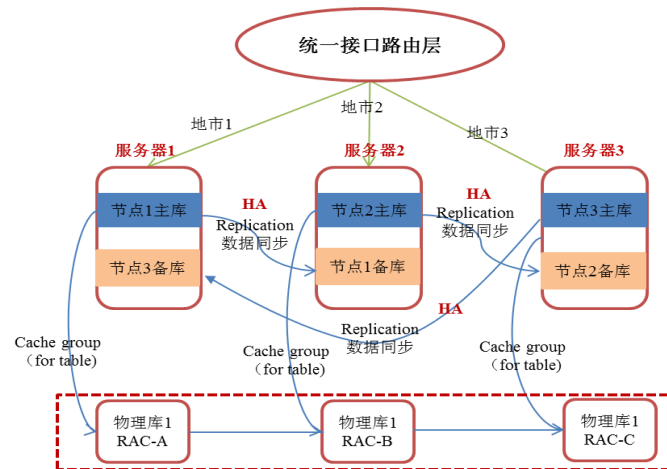 统一接口路由层
地市1
地市2
地市3
服务器1
服务器2
服务器3
节点1主库
节点2主库
节点3主库
HA
Replication
数据同步
HA
Replication
数据同步
节点3备库
节点1备库
节点2备库
HA
Replication
数据同步
Cache group
（for table)
Cache group
（for table)
Cache group
（for table)
物理库1
RAC-A
物理库1
RAC-B
物理库1
RAC-C